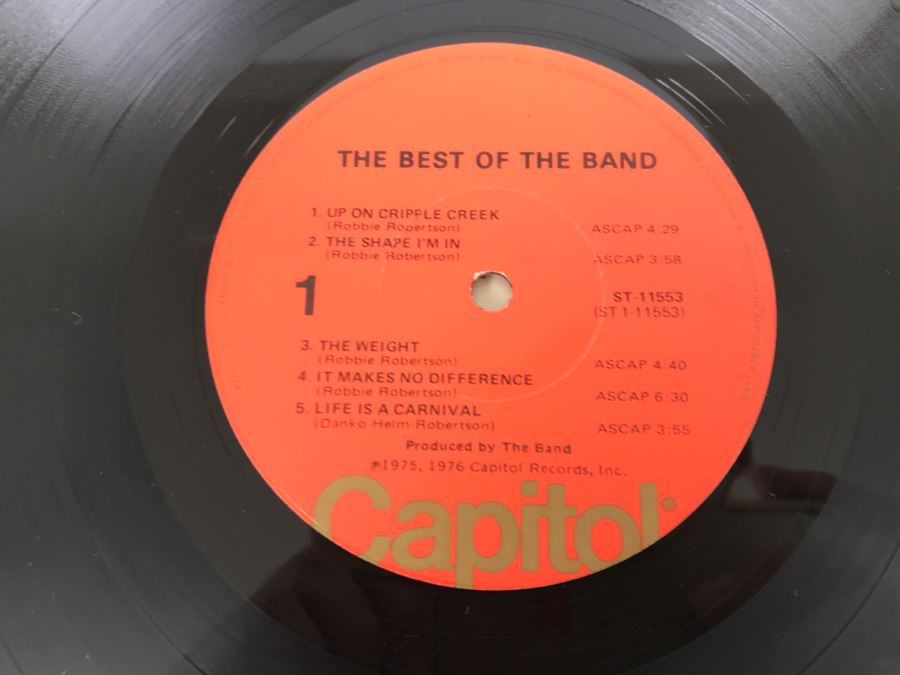 THE BEST OF THE BAND
1. UP ON CRIPPLE CREEK
(Robbie Robertson) ASCAP 4:29
2. THE SHAPE I'M IN
(Robbie Robertson) ASCAP 3:58
1
ST-11553
(ST 1-11553)
3. THE WEIGHT
(Robbie Robertson) ASCAP 4:40
4. IT MAKES NO DIFFERENCE
(Robbie Robertson) ASCAP 6:30
5. LIFE IS A CARNIVAL
(Danko Helm Robertson) ASCAP 3:55
Produced by The Band
℗1975, 1976 Capitol Records, Inc.
Capitol®